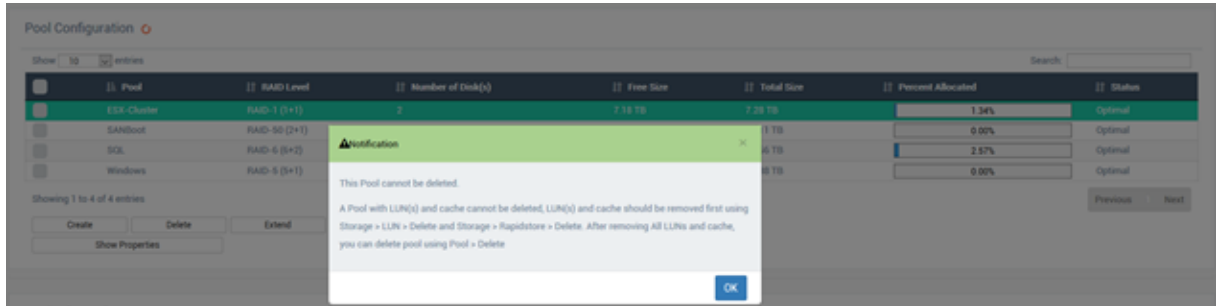 Pool Configuration
Show 10 entries Search:
Pool RAID Level Number of Disk(s) Free Size Total Size Percent Allocated Status
ESX-Cluster RAID-1 (1+1) 2 7.18 TB 7.28 TB 1.34% Optimal
SANBoot RAID-50 (2+1) 1 TB 0.00% Optimal
SQL RAID-6 (6+2) TB 2.57% Optimal
Windows RAID-5 (5+1) TB 0.00% Optimal
Notification ×
This Pool cannot be deleted.
A Pool with LUN(s) and cache cannot be deleted, LUN(s) and cache should be removed first using
Storage > LUN > Delete and Storage > Rapidstore > Delete. After removing All LUNs and cache,
you can delete pool using Pool > Delete
OK
Showing 1 to 4 of 4 entries Previous Next
Create Delete Extend
Show Properties